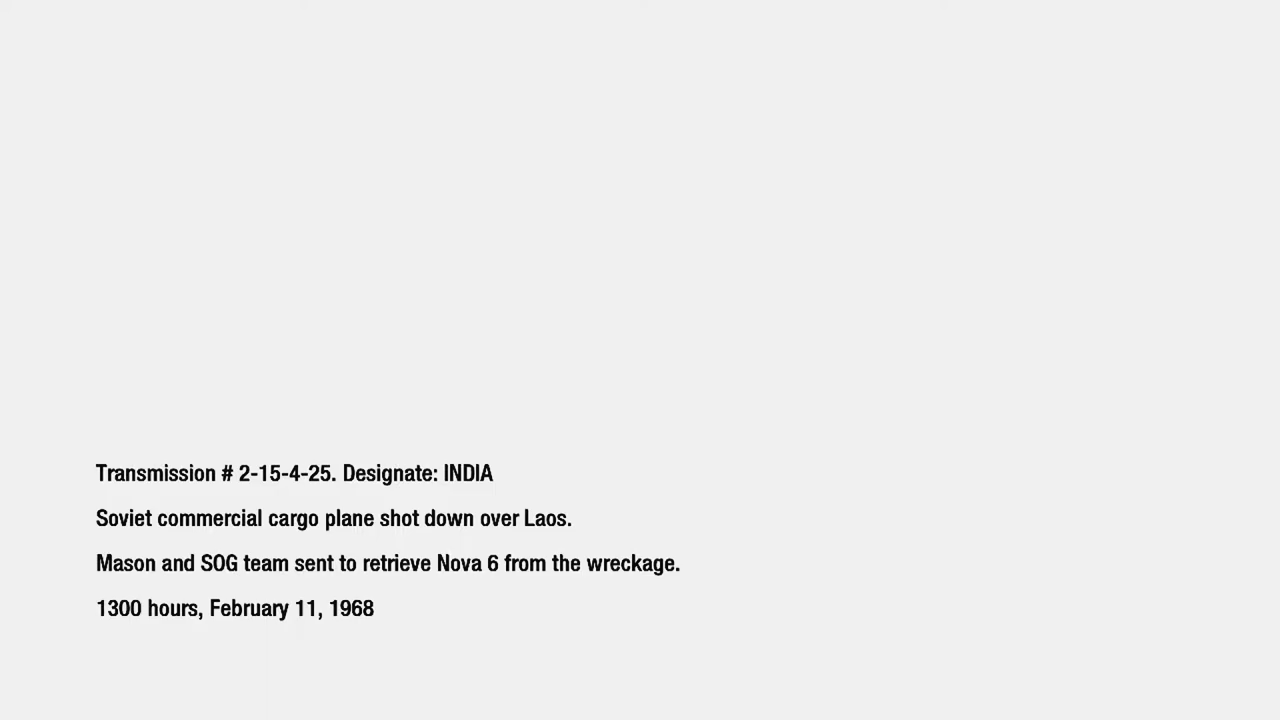 Transmission # 2-15-4-25. Designate: INDIA
Soviet commercial cargo plane shot down over Laos.
Mason and SOG team sent to retrieve Nova 6 from the wreckage.
1300 hours, February 11, 1968